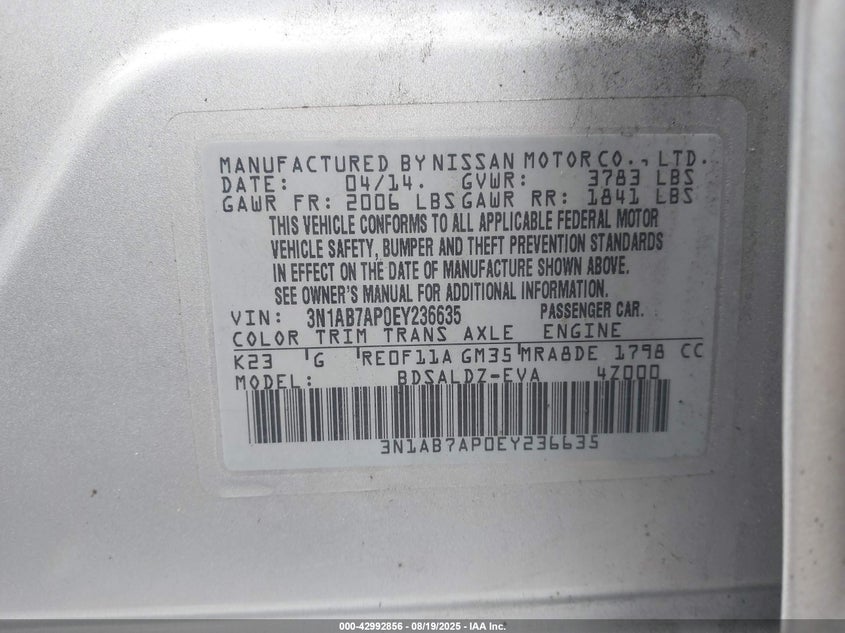 MANUFACTURED BY NISSAN MOTOR CO., LTD.
DATE: 04/14. GVWR: 3783 LBS
GAWR FR: 2006 LBS GAWR RR: 1841 LBS
THIS VEHICLE CONFORMS TO ALL APPLICABLE FEDERAL MOTOR
VEHICLE SAFETY, BUMPER AND THEFT PREVENTION STANDARDS
IN EFFECT ON THE DATE OF MANUFACTURE SHOWN ABOVE.
SEE OWNER'S MANUAL FOR ADDITIONAL INFORMATION.
VIN: 3N1AB7AP0EY236635 PASSENGER CAR.
COLOR TRIM TRANS AXLE ENGINE
K23 G RE0F11A GM35 MRA8DE 1798 CC
MODEL: BDSALDZ-EVA 4Z000
3N1AB7AP0EY236635
000-42992856 - 08/19/2025 - IAA Inc.